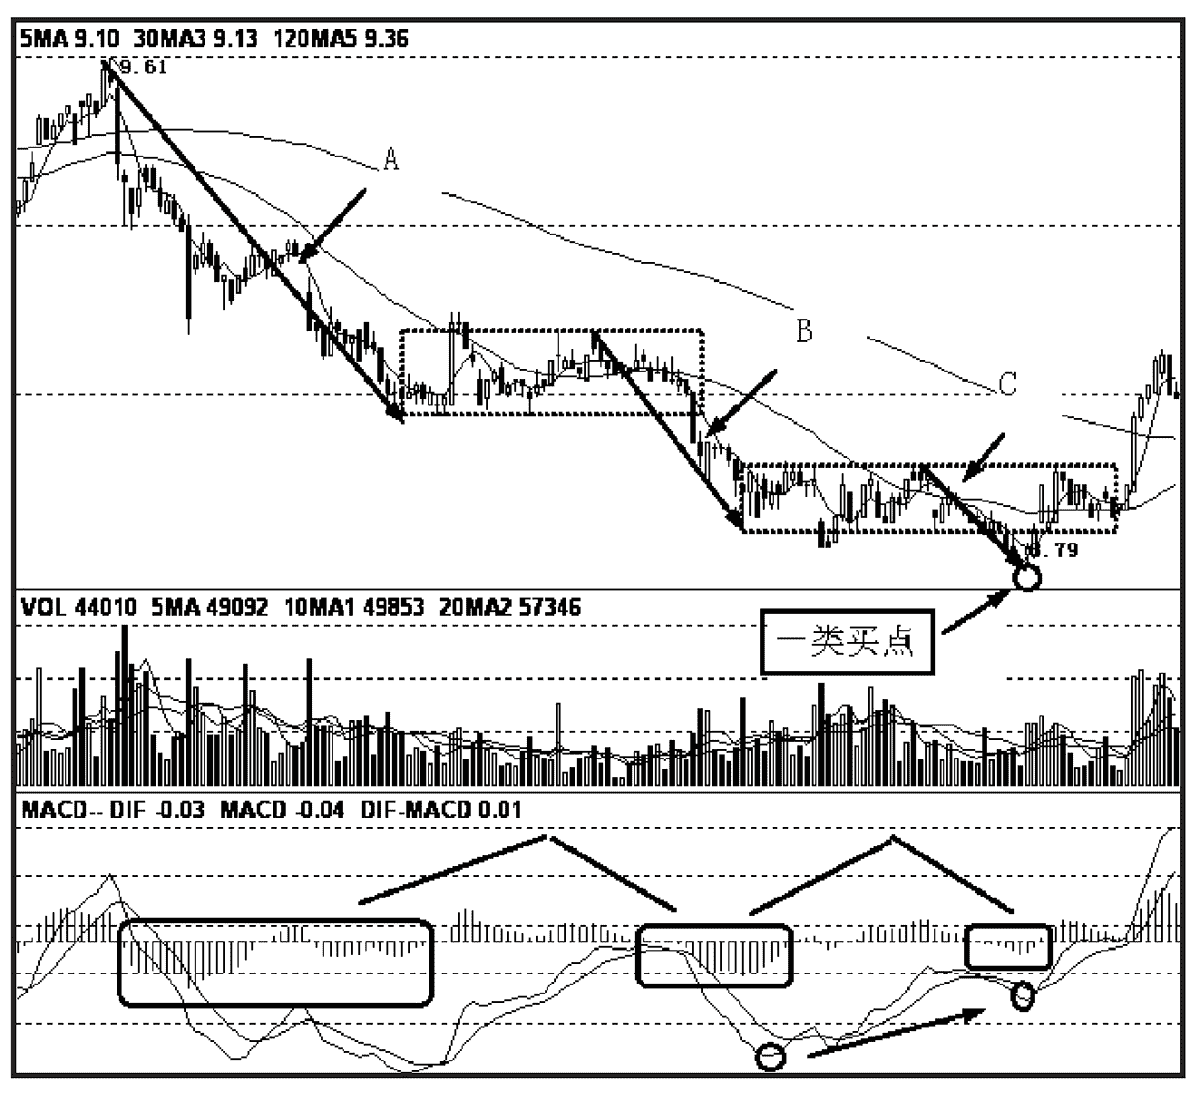 5MA 9.10 30MA3 9.13 120MA5 9.36
9.61
A
B
C
8.79
一类买点
VOL 44010 5MA 49092 10MA1 49853 20MA2 57346
MACD-- DIF -0.03 MACD -0.04 DIF-MACD 0.01